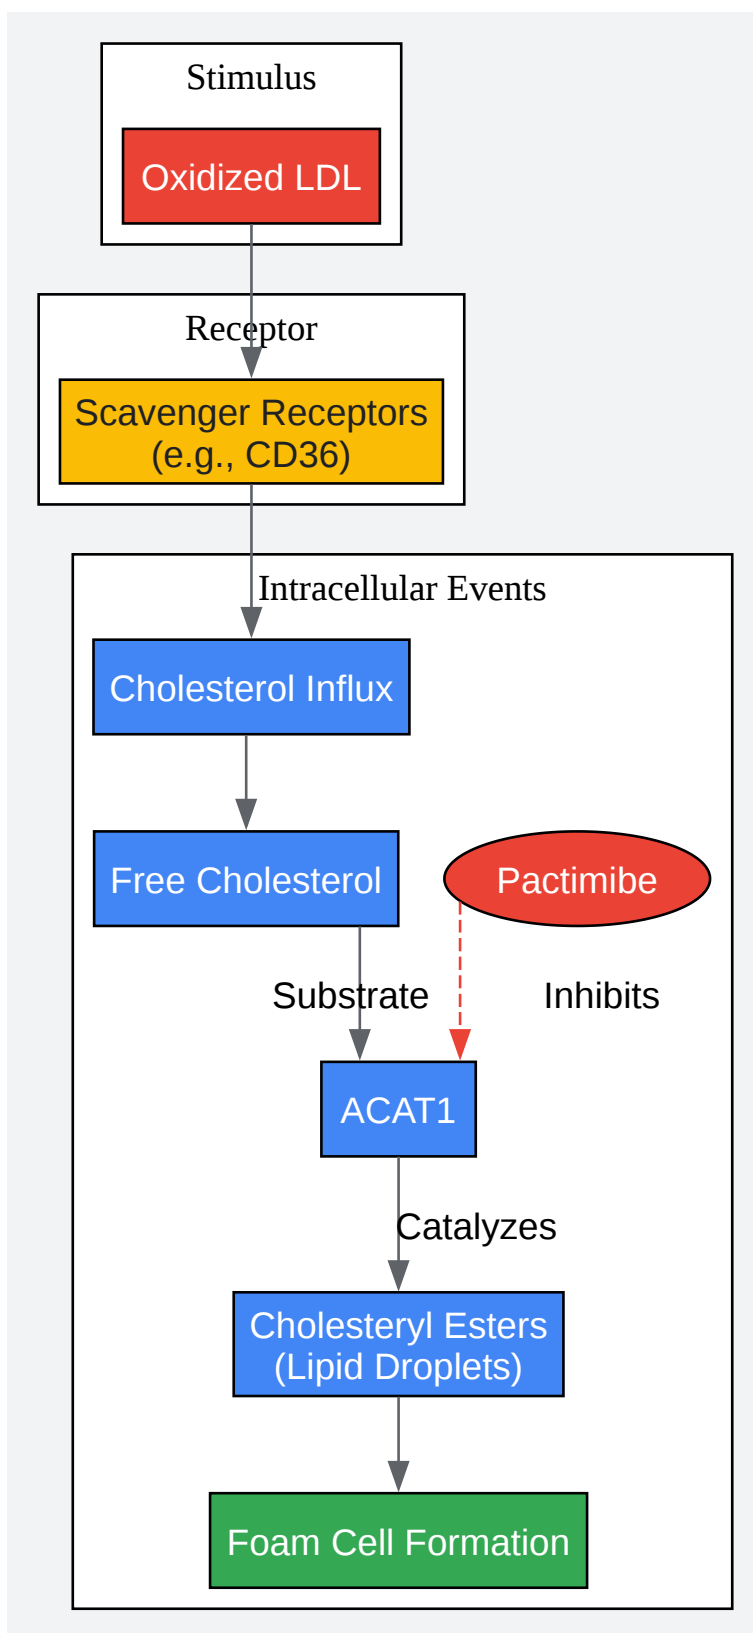 Stimulus
Oxidized LDL
Receptor
Scavenger Receptors
(e.g., CD36)
Intracellular Events
Cholesterol Influx
Free Cholesterol
Pactimibe
Substrate
Inhibits
ACAT1
Catalyzes
Cholesteryl Esters
(Lipid Droplets)
Foam Cell Formation